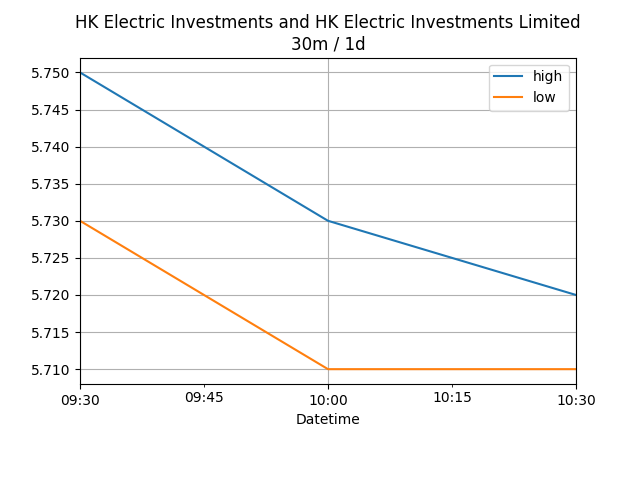 HK Electric Investments and HK Electric Investments Limited
30m / 1d
high
low
5.750
5.745
5.740
5.735
5.730
5.725
5.720
5.715
5.710
09:30 09:45 10:00 10:15 10:30
Datetime